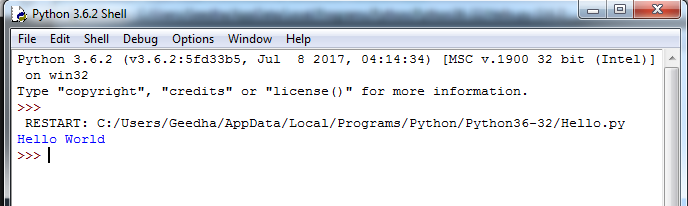 Python 3.6.2 Shell
File Edit Shell Debug Options Window Help
Python 3.6.2 (v3.6.2:5fd33b5, Jul  8 2017, 04:14:34) [MSC v.1900 32 bit (Intel)]
 on win32
Type "copyright", "credits" or "license()" for more information.
>>>
 RESTART: C:/Users/Geedha/AppData/Local/Programs/Python/Python36-32/Hello.py
Hello World
>>>